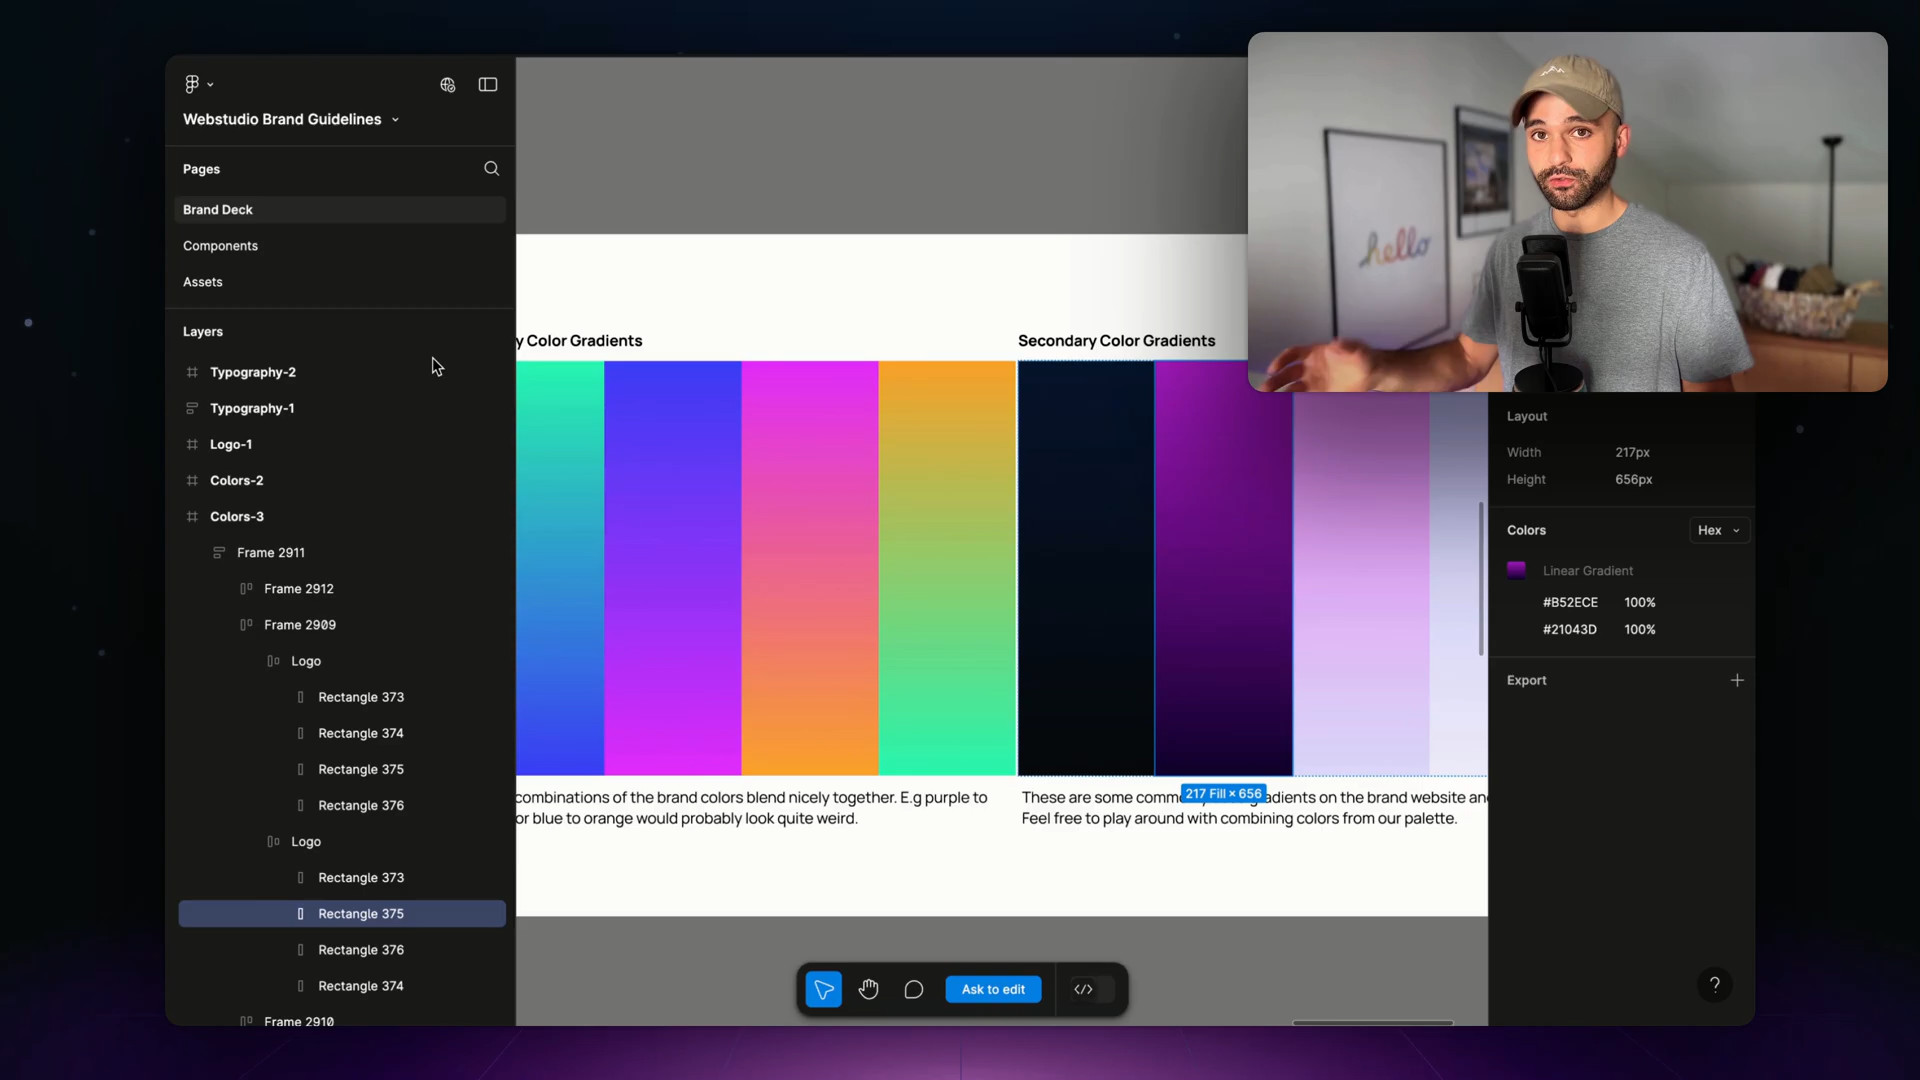 Webstudio Brand Guidelines
Pages
Brand Deck
Components
Assets
Layers
Typography-2
Typography-1
Logo-1
Colors-2
Colors-3
Frame 2911
Frame 2912
Frame 2909
Logo
Rectangle 373
Rectangle 374
Rectangle 375
Rectangle 376
Logo
Rectangle 373
Rectangle 375
Rectangle 376
Rectangle 374
Frame 2910
y Color Gradients
combinations of the brand colors blend nicely together. E.g purple to
or blue to orange would probably look quite weird.
Secondary Color Gradients
217 Fill × 656
These are some comm adients on the brand website an
Feel free to play around with combining colors from our palette.
Ask to edit
hello
Layout
Width 217px
Height 656px
Colors Hex
Linear Gradient
#B52ECE 100%
#21043D 100%
Export
?